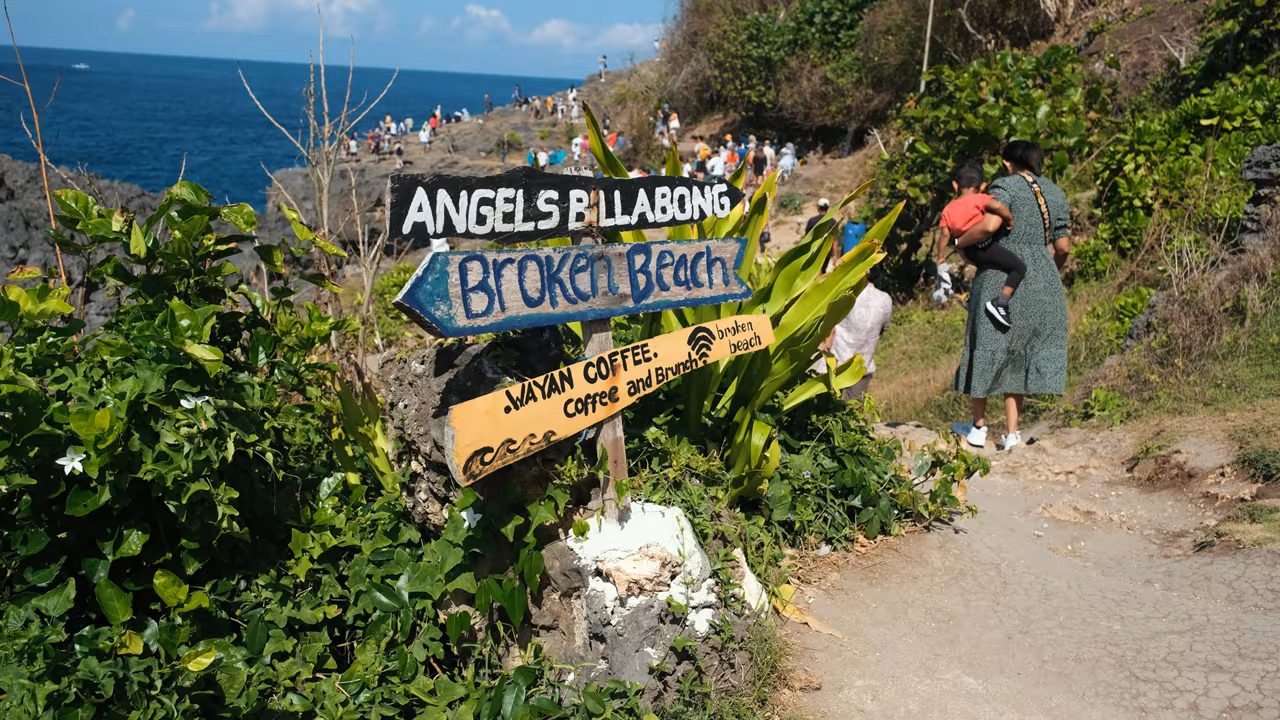 ANGELS BILLABONG
Broken Beach
.WAYAN COFFEE.
Coffee and Brunch.
broken
beach